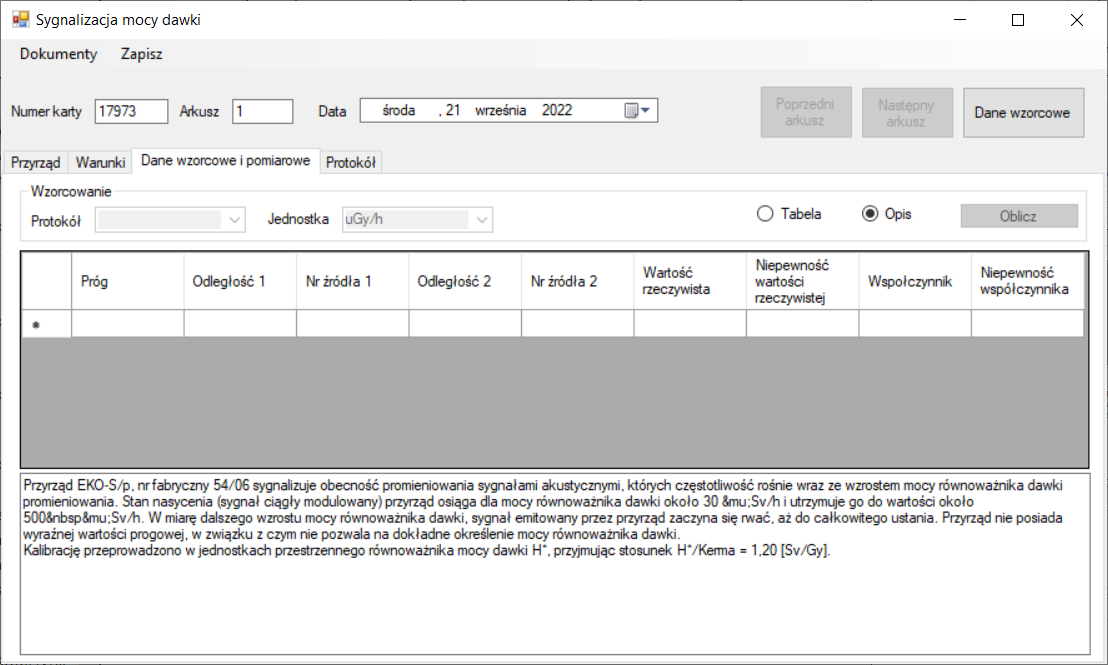 Sygnalizacja mocy dawki
Dokumenty Zapisz
Numer karty 17973 Arkusz 1 Data środa , 21 września 2022
Poprzedni arkusz
Następny arkusz
Dane wzorcowe
Przyrząd Warunki Dane wzorcowe i pomiarowe Protokół
Wzorcowanie
Protokół Jednostka uGy/h Tabela Opis Oblicz
Próg Odległość 1 Nr źródła 1 Odległość 2 Nr źródła 2 Wartość rzeczywista Niepewność wartości rzeczywistej Wspołczynnik Niepewność współczynnika
*
Przyrząd EKO-S/p, nr fabryczny 54/06 sygnalizuje obecność promieniowania sygnałami akustycznymi, których częstotliwość rośnie wraz ze wzrostem mocy równoważnika dawki
promieniowania. Stan nasycenia (sygnał ciągły modulowany) przyrząd osiąga dla mocy równoważnika dawki około 30 &mu;Sv/h i utrzymuje go do wartości około
500&nbsp&mu;Sv/h. W miarę dalszego wzrostu mocy równoważnika dawki, sygnał emitowany przez przyrząd zaczyna się rwać, aż do całkowitego ustania. Przyrząd nie posiada
wyraźnej wartości progowej, w związku z czym nie pozwala na dokładne określenie mocy równoważnika dawki.
Kalibrację przeprowadzono w jednostkach przestrzennego równoważnika mocy dawki H*, przyjmując stosunek H*/Kerma = 1,20 [Sv/Gy].